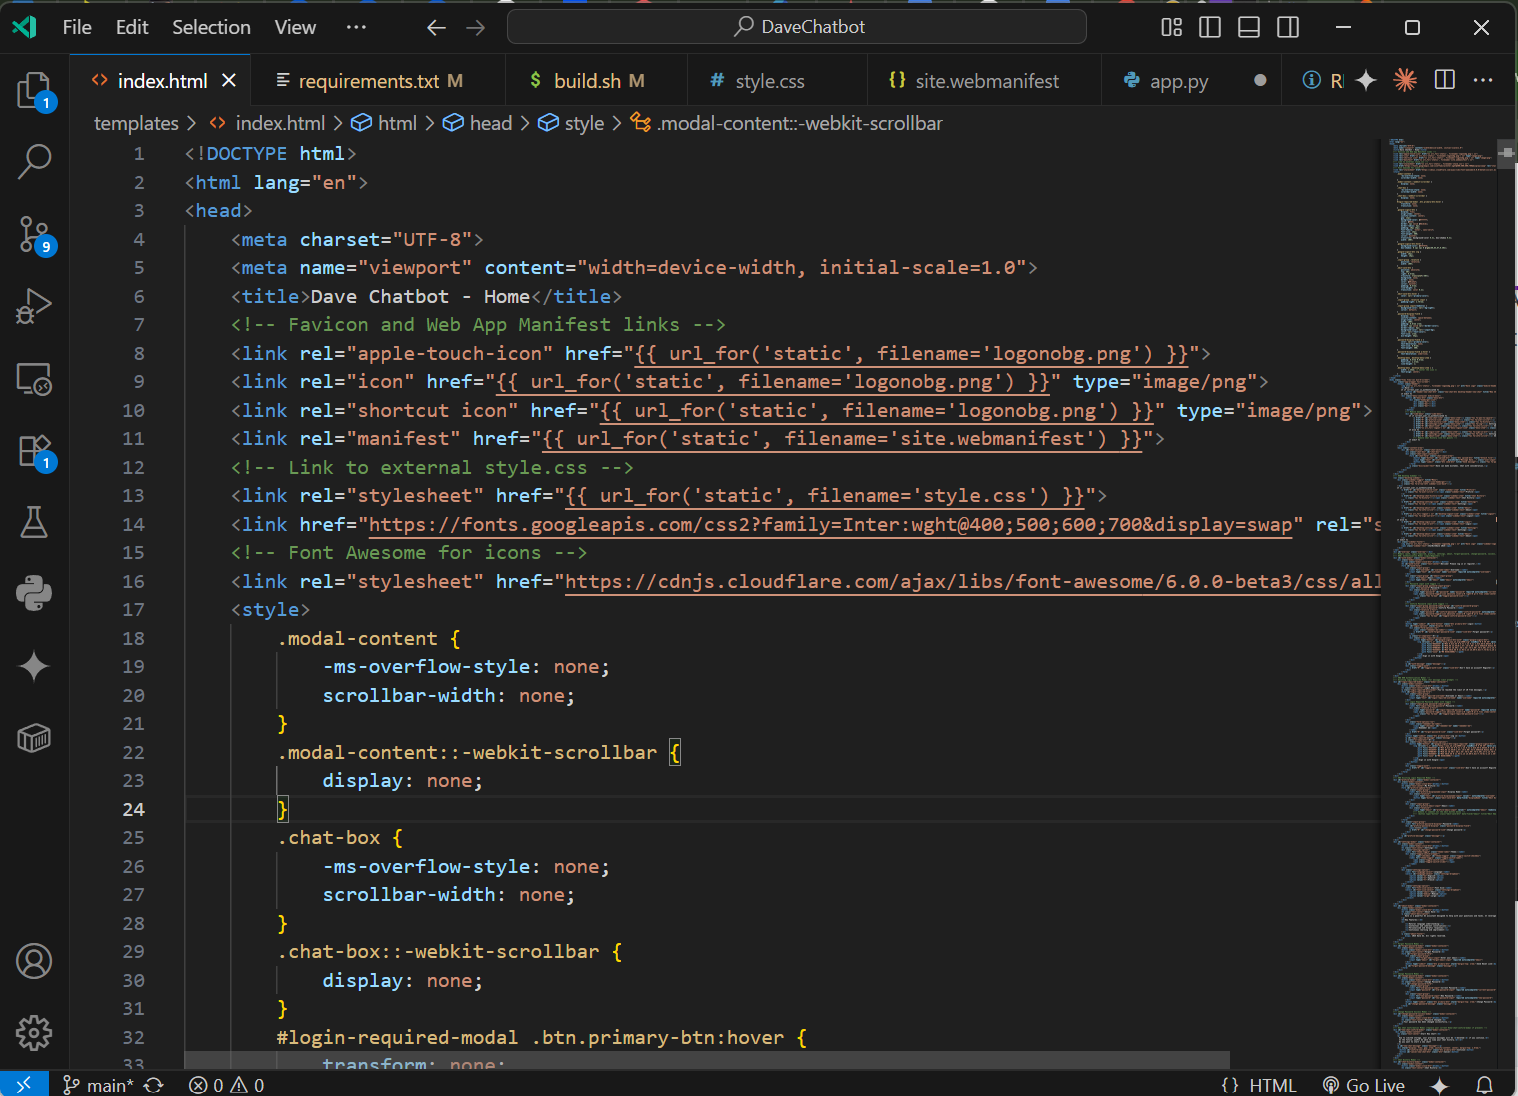 File Edit Selection View ··· DaveChatbot
index.html requirements.txt M $ build.sh M # style.css {} site.webmanifest app.py
templates > index.html > html > head > style > .modal-content::-webkit-scrollbar
1 <!DOCTYPE html>
2 <html lang="en">
3 <head>
4 <meta charset="UTF-8">
5 <meta name="viewport" content="width=device-width, initial-scale=1.0">
6 <title>Dave Chatbot - Home</title>
7 <!-- Favicon and Web App Manifest links -->
8 <link rel="apple-touch-icon" href="{{ url_for('static', filename='logonobg.png') }}">
9 <link rel="icon" href="{{ url_for('static', filename='logonobg.png') }}" type="image/png">
10 <link rel="shortcut icon" href="{{ url_for('static', filename='logonobg.png') }}" type="image/png">
11 <link rel="manifest" href="{{ url_for('static', filename='site.webmanifest') }}">
12 <!-- Link to external style.css -->
13 <link rel="stylesheet" href="{{ url_for('static', filename='style.css') }}">
14 <link href="https://fonts.googleapis.com/css2?family=Inter:wght@400;500;600;700&display=swap" rel="s
15 <!-- Font Awesome for icons -->
16 <link rel="stylesheet" href="https://cdnjs.cloudflare.com/ajax/libs/font-awesome/6.0.0-beta3/css/all
17 <style>
18 .modal-content {
19 -ms-overflow-style: none;
20 scrollbar-width: none;
21 }
22 .modal-content::-webkit-scrollbar {
23 display: none;
24 }
25 .chat-box {
26 -ms-overflow-style: none;
27 scrollbar-width: none;
28 }
29 .chat-box::-webkit-scrollbar {
30 display: none;
31 }
32 #login-required-modal .btn.primary-btn:hover {
33 transform: none;
1
9
1
main* 0 0 {} HTML Go Live